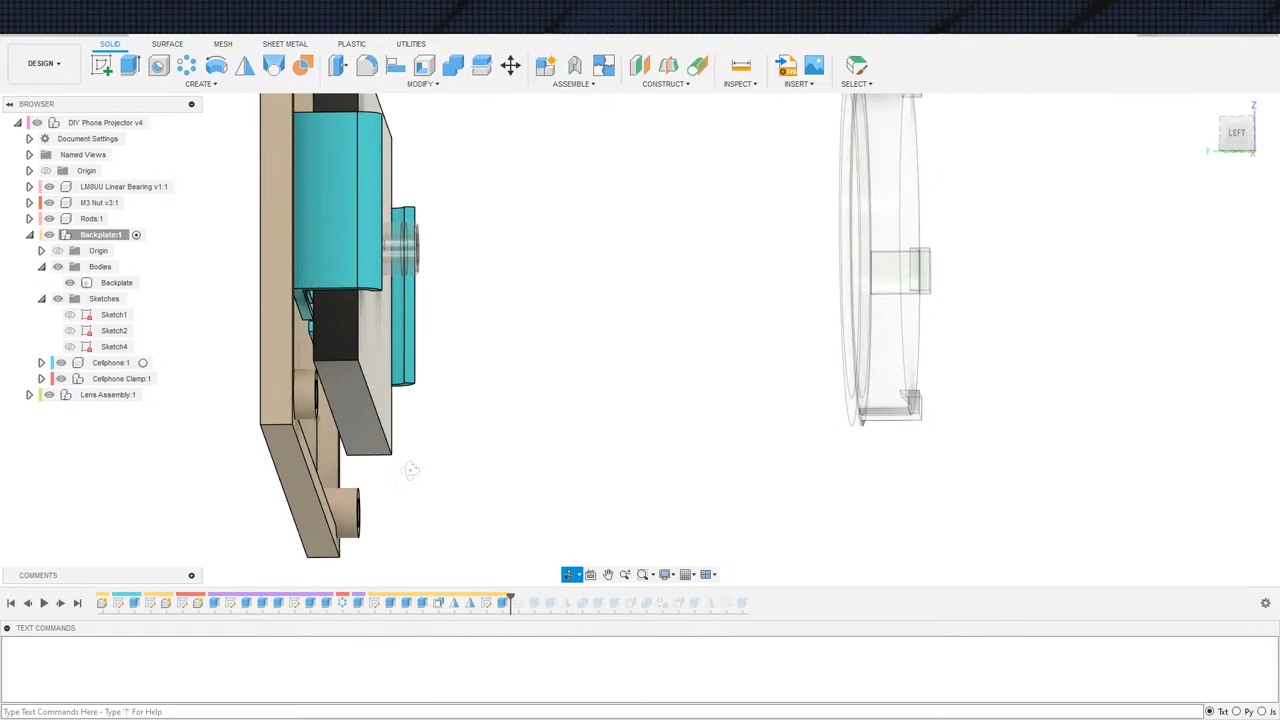 SOLID SURFACE MESH SHEET METAL PLASTIC UTILITIES
DESIGN
CREATE MODIFY ASSEMBLE CONSTRUCT INSPECT INSERT SELECT
BROWSER
DIY Phone Projector v4
Document Settings
Named Views
Origin
LM8UU Linear Bearing v1:1
M3 Nut v3:1
Rods:1
Backplate:1
Origin
Bodies
Backplate
Sketches
Sketch1
Sketch2
Sketch4
Cellphone:1
Cellphone Clamp:1
Lens Assembly:1
Z
LEFT
Y
X
COMMENTS
TEXT COMMANDS
Type Text Commands Here - Type '?' For Help
Txt Py Js